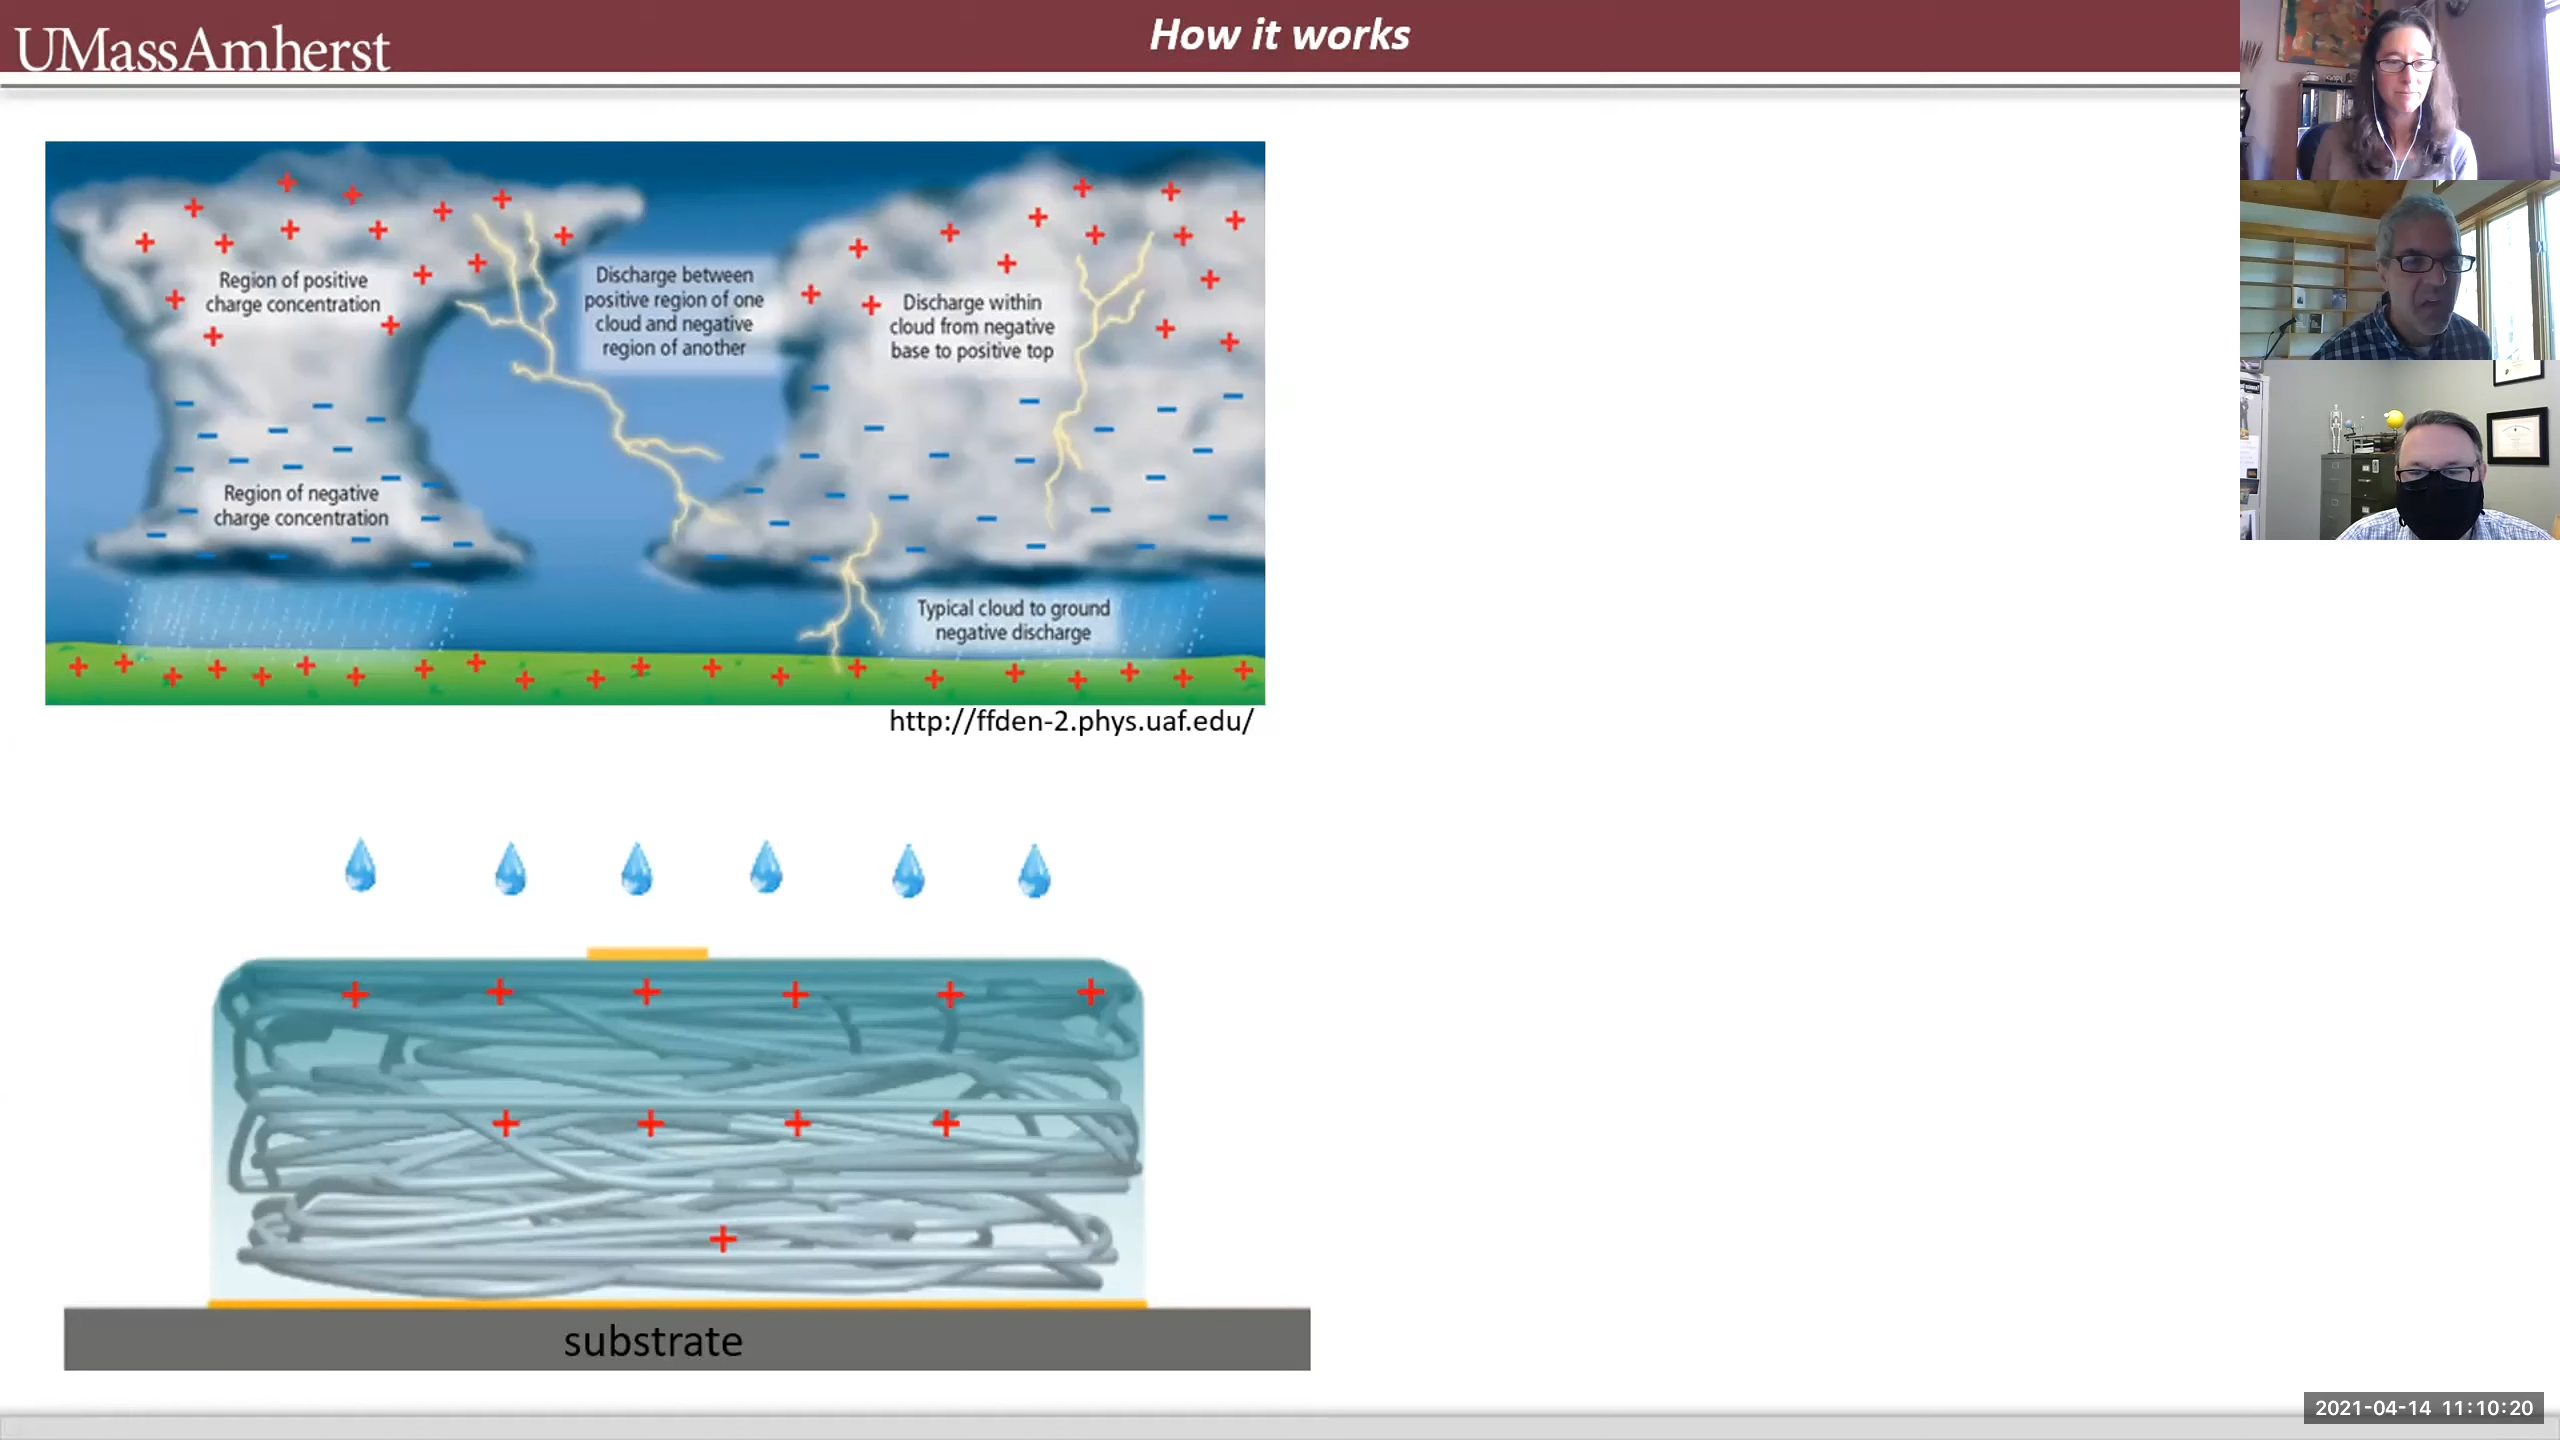 UMassAmherst
How it works
Region of positive
charge concentration
Discharge between
positive region of one
cloud and negative
region of another
Discharge within
cloud from negative
base to positive top
Region of negative
charge concentration
Typical cloud to ground
negative discharge
http://ffden-2.phys.uaf.edu/
substrate
2021-04-14 11:10:20